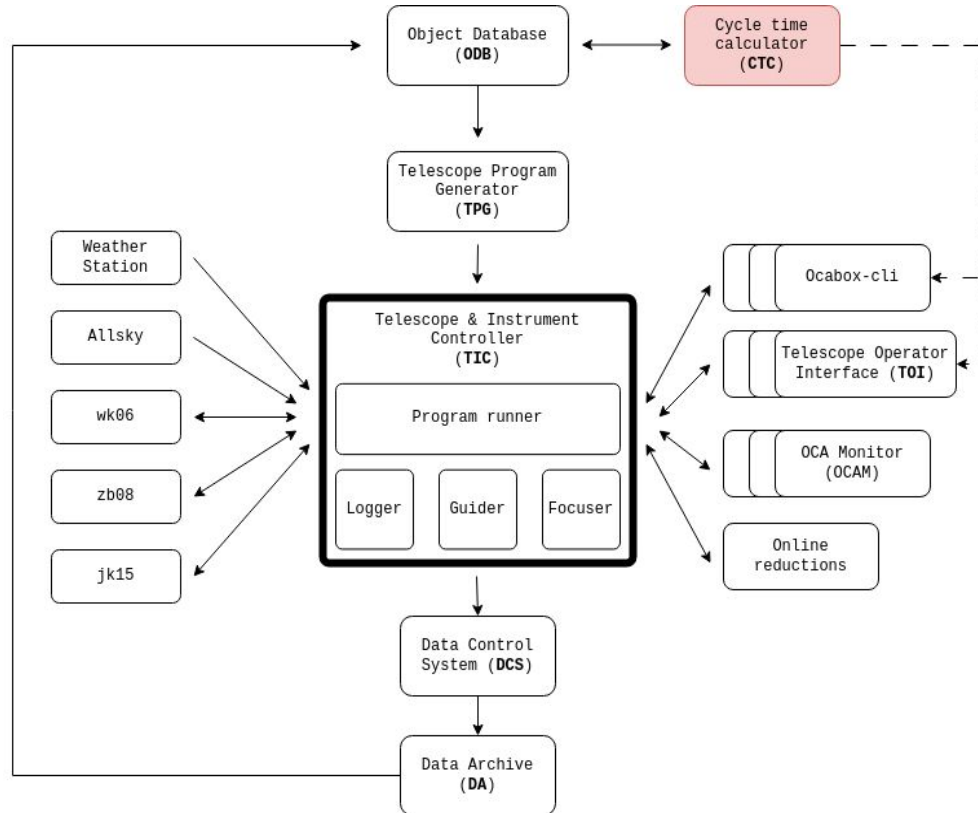 Object Database
(ODB)
Cycle time
calculator
(CTC)
Telescope Program
Generator
(TPG)
Weather
Station
Allsky
wk06
zb08
jk15
Telescope & Instrument
Controller
(TIC)
Program runner
Logger
Guider
Focuser
Ocabox-cli
Telescope Operator
Interface (TOI)
OCA Monitor
(OCAM)
Online
reductions
Data Control
System (DCS)
Data Archive
(DA)